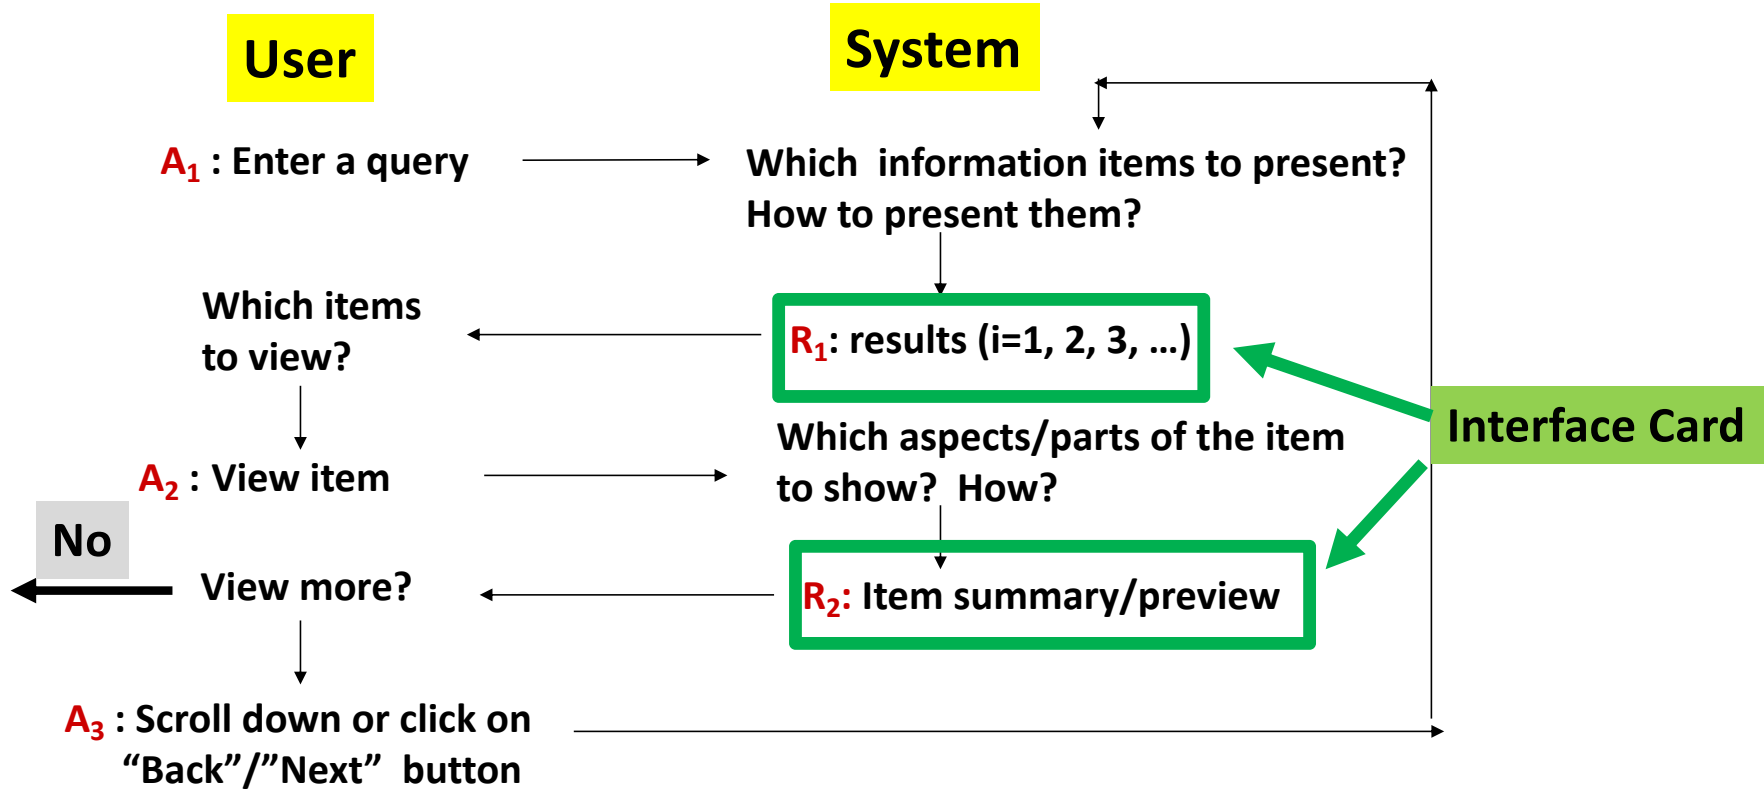 User
System
A₁ : Enter a query
Which  information items to present?
How to present them?
Which items
to view?
R₁: results (i=1, 2, 3, …)
Interface Card
A₂ : View item
Which aspects/parts of the item
to show?  How?
No
View more?
R₂: Item summary/preview
A₃ : Scroll down or click on
“Back”/”Next”  button